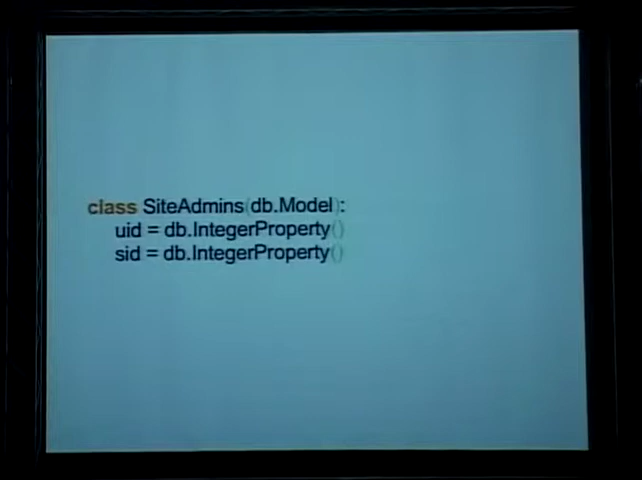 class SiteAdmins(db.Model):
uid = db.IntegerProperty()
sid = db.IntegerProperty()